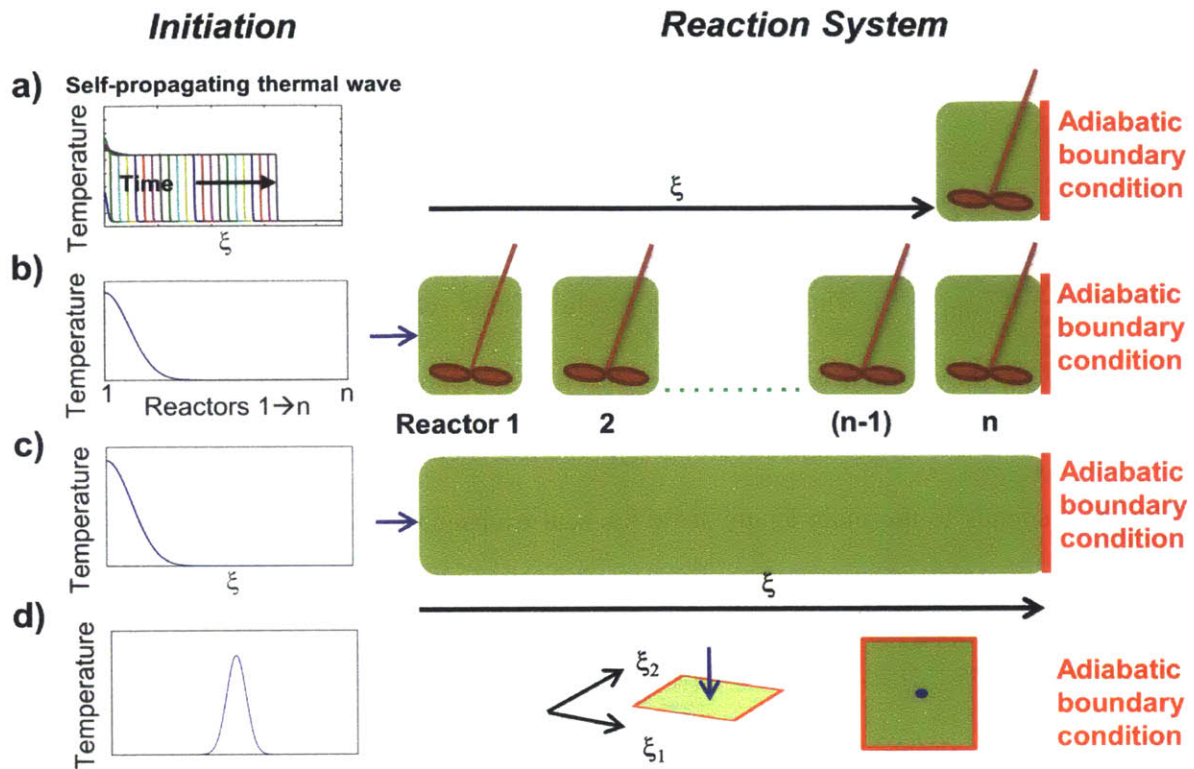 Initiation
Reaction System
a)
Self-propagating thermal wave
Temperature
Time
ξ
ξ
Adiabatic
boundary
condition
b)
Temperature
1
n
Reactors 1→n
Reactor 1
2
(n-1)
n
Adiabatic
boundary
condition
c)
Temperature
ξ
ξ
Adiabatic
boundary
condition
d)
Temperature
ξ2
ξ1
Adiabatic
boundary
condition